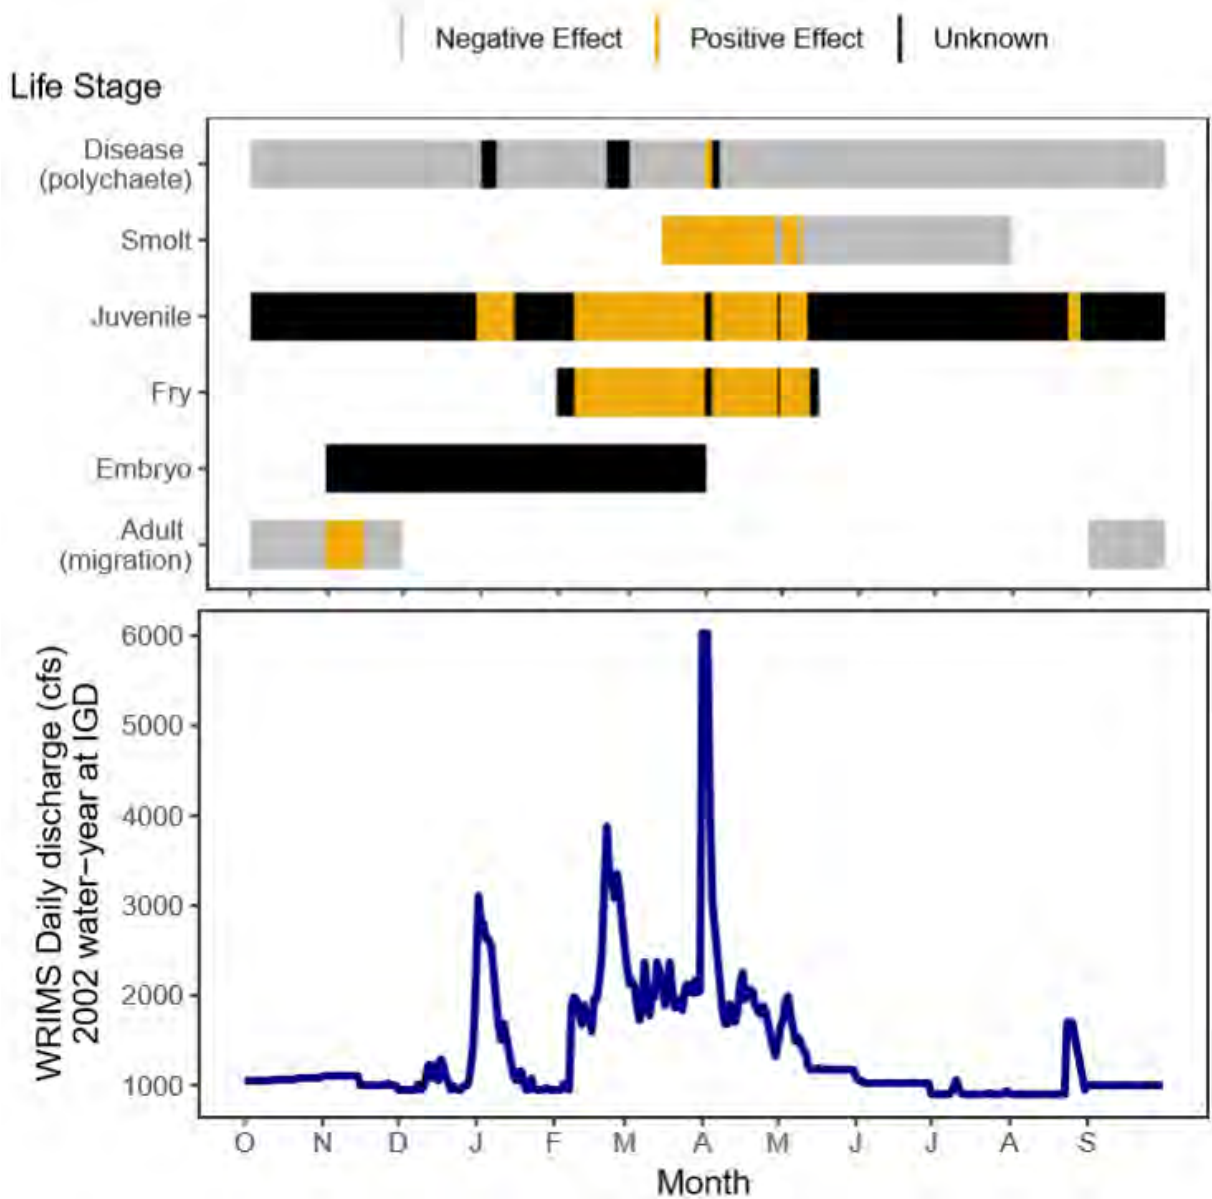 Negative Effect Positive Effect Unknown
Life Stage
Disease
(polychaete)
Smolt
Juvenile
Fry
Embryo
Adult
(migration)
WRIMS Daily discharge (cfs)
2002 water-year at IGD
6000
5000
4000
3000
2000
1000
O N D J F M A M J J A S
Month